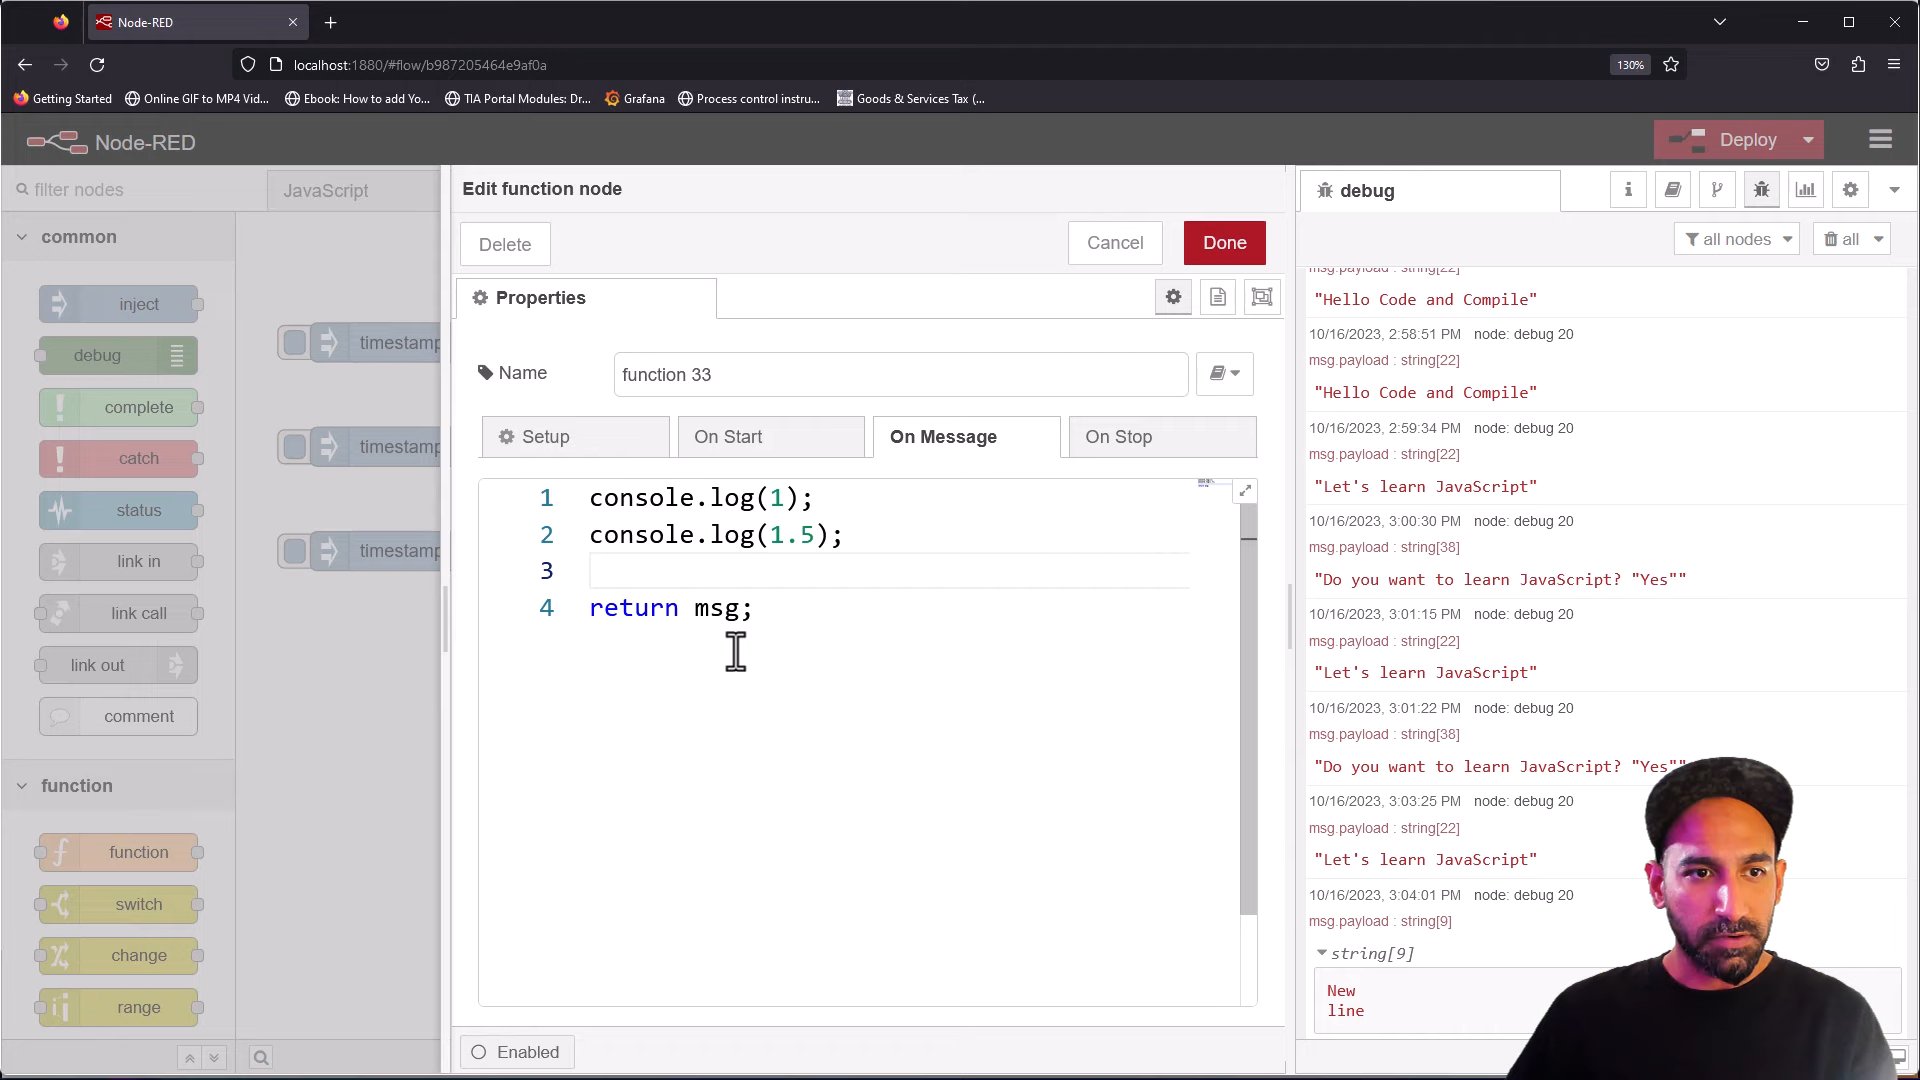 Node-RED
localhost:1880/#flow/b987205464e9af0a
130%
Getting Started
Online GIF to MP4 Vid...
Ebook: How to add Yo...
TIA Portal Modules: Dr...
Grafana
Process control instru...
Goods & Services Tax (...
Node-RED
Deploy
filter nodes
JavaScript
common
inject
debug
complete
catch
status
link in
link call
link out
comment
function
function
switch
change
range
timestamp
timestamp
timestamp
Edit function node
Delete
Cancel
Done
Properties
Name
function 33
Setup
On Start
On Message
On Stop
1 console.log(1);
2 console.log(1.5);
3
4 return msg;
Enabled
debug
i
all nodes
all
msg.payload : string[22]
"Hello Code and Compile"
10/16/2023, 2:58:51 PM node: debug 20
msg.payload : string[22]
"Hello Code and Compile"
10/16/2023, 2:59:34 PM node: debug 20
msg.payload : string[22]
"Let's learn JavaScript"
10/16/2023, 3:00:30 PM node: debug 20
msg.payload : string[38]
"Do you want to learn JavaScript? "Yes""
10/16/2023, 3:01:15 PM node: debug 20
msg.payload : string[22]
"Let's learn JavaScript"
10/16/2023, 3:01:22 PM node: debug 20
msg.payload : string[38]
"Do you want to learn JavaScript? "Yes""
10/16/2023, 3:03:25 PM node: debug 20
msg.payload : string[22]
"Let's learn JavaScript"
10/16/2023, 3:04:01 PM node: debug 20
msg.payload : string[9]
string[9]
New
line